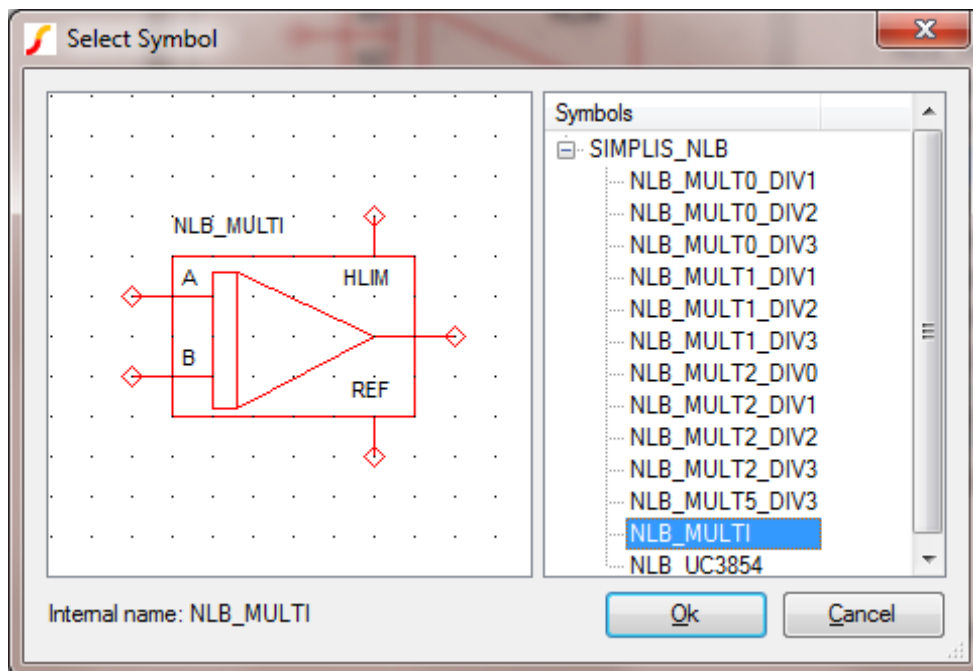 Select Symbol
NLB_MULTI
A
HLIM
B
REF
Symbols
SIMPLIS_NLB
NLB_MULT0_DIV1
NLB_MULT0_DIV2
NLB_MULT0_DIV3
NLB_MULT1_DIV1
NLB_MULT1_DIV2
NLB_MULT1_DIV3
NLB_MULT2_DIV0
NLB_MULT2_DIV1
NLB_MULT2_DIV2
NLB_MULT2_DIV3
NLB_MULT5_DIV3
NLB_MULTI
NLB_UC3854
Internal name: NLB_MULTI
Ok
Cancel